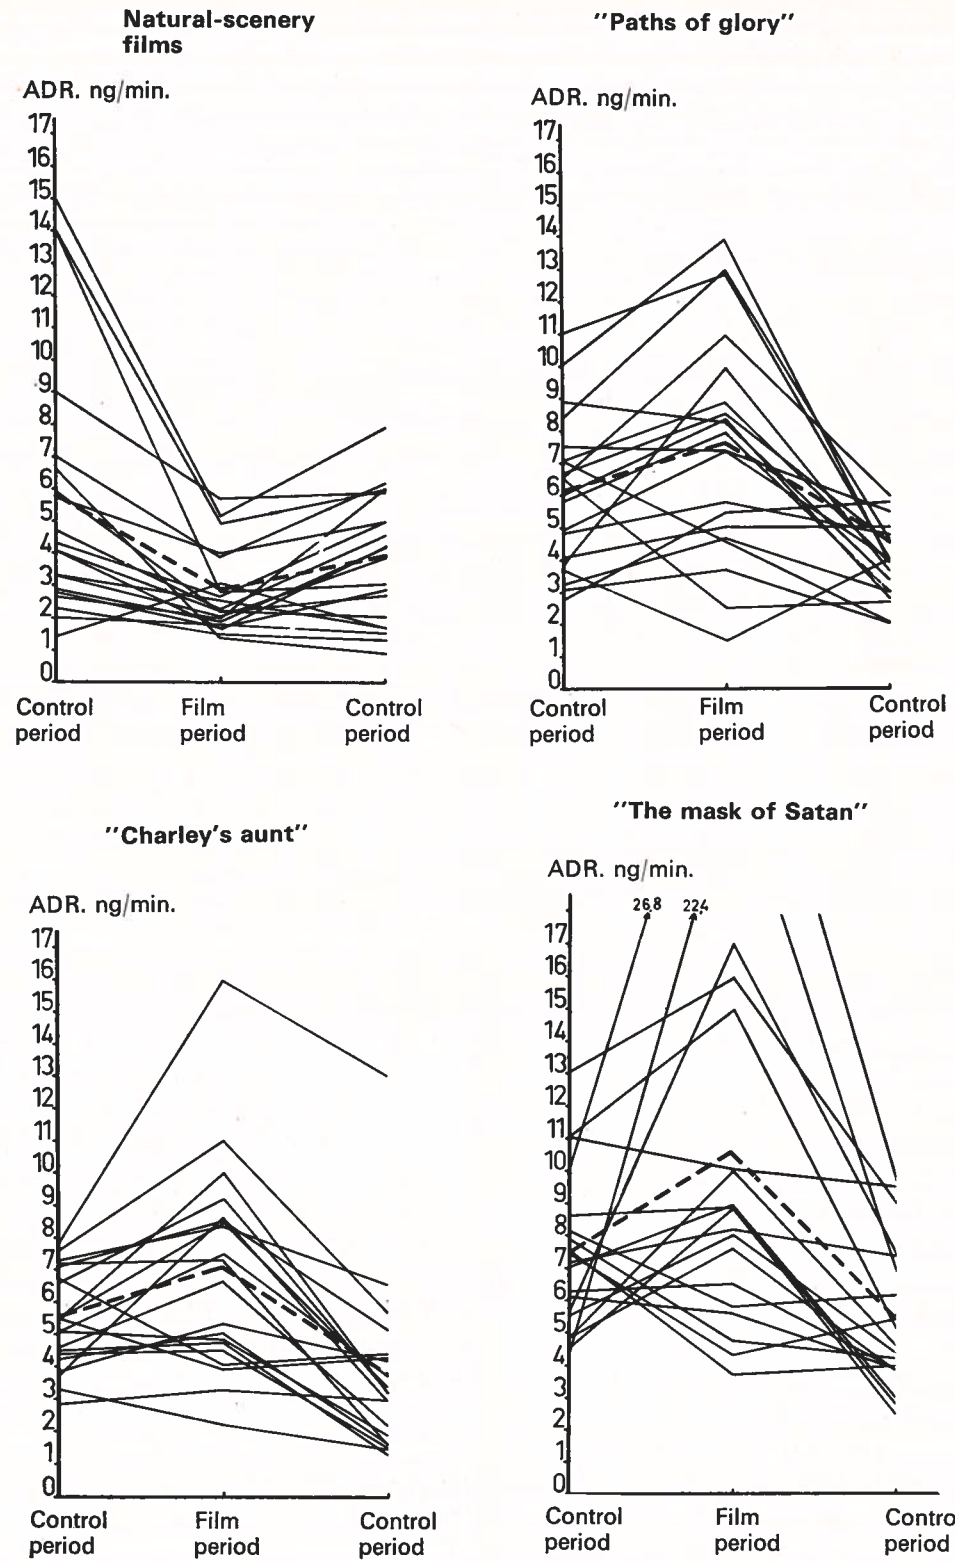 Natural-scenery
films
ADR. ng/min.
17
16
15
14
13
12
11
10
9
8
7
6
5
4
3
2
1
0
Control
period
Film
period
Control
period
"Paths of glory"
ADR. ng/min.
17
16
15
14
13
12
11
10
9
8
7
6
5
4
3
2
1
0
Control
period
Film
period
Control
period
"Charley's aunt"
ADR. ng/min.
17
16
15
14
13
12
11
10
9
8
7
6
5
4
3
2
1
0
Control
period
Film
period
Control
period
"The mask of Satan"
ADR. ng/min.
26,8 22,4
17
16
15
14
13
12
11
10
9
8
7
6
5
4
3
2
1
0
Control
period
Film
period
Contro
period